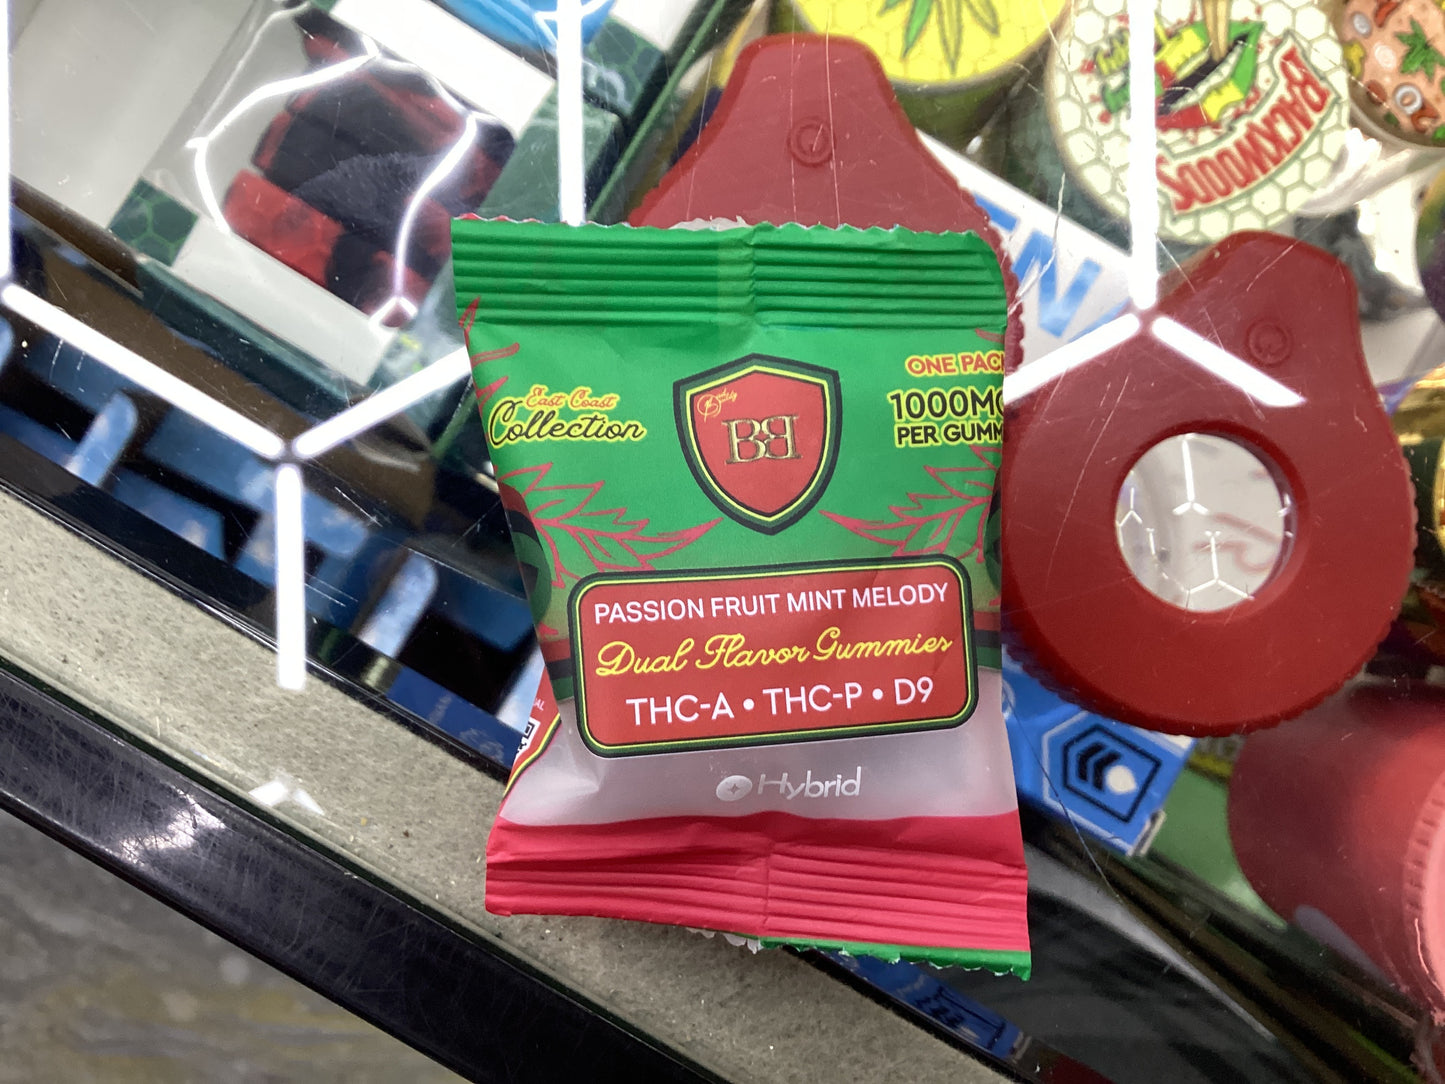 ONE PAC
East Coast
Collection
1000M
PER GUMM
BB
PASSION FRUIT MINT MELODY
Dual Flavor Gummies
THC-A • THC-P • D9
Hybrid
BACKWOODS